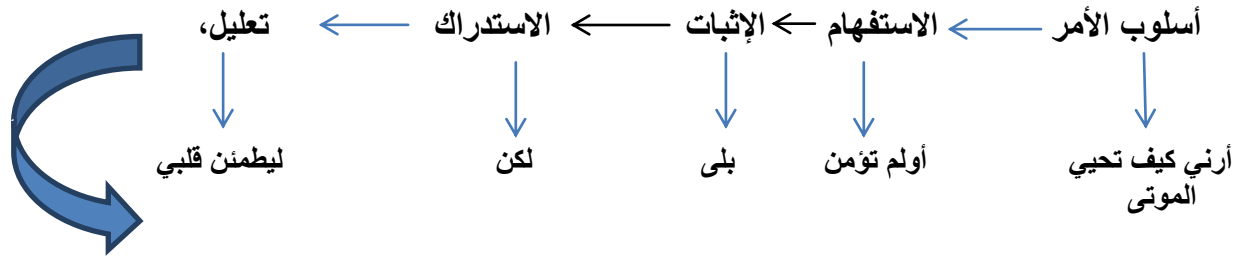 أسلوب الأمر الاستفهام الإثبات الاستدراك تعليل،
أرني كيف تحيي أولم تؤمن بلى لكن ليطمئن قلبي
الموتى